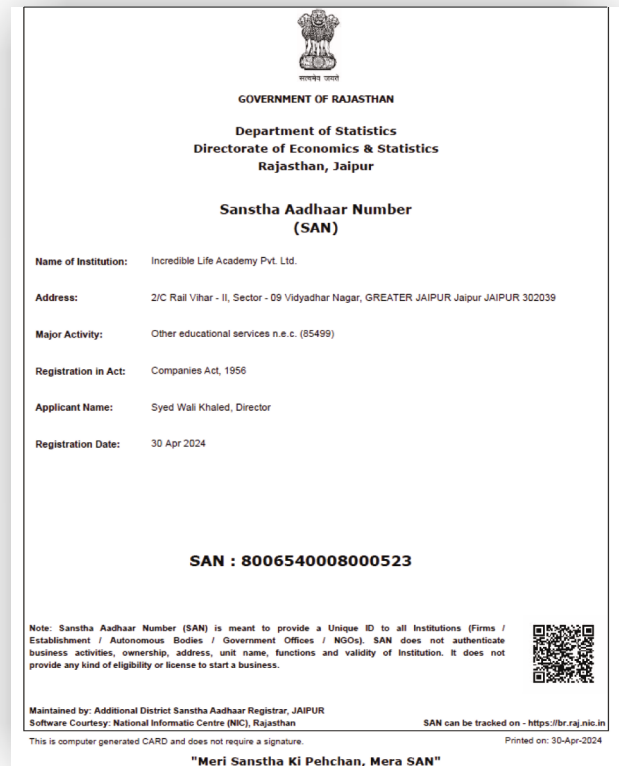 सत्यमेव जयते
GOVERNMENT OF RAJASTHAN
Department of Statistics
Directorate of Economics & Statistics
Rajasthan, Jaipur
Sanstha Aadhaar Number
(SAN)
Name of Institution: Incredible Life Academy Pvt. Ltd.
Address: 2/C Rail Vihar - II, Sector - 09 Vidyadhar Nagar, GREATER JAIPUR Jaipur JAIPUR 302039
Major Activity: Other educational services n.e.c. (85499)
Registration in Act: Companies Act, 1956
Applicant Name: Syed Wali Khaled, Director
Registration Date: 30 Apr 2024
SAN : 8006540008000523
Note: Sanstha Aadhaar Number (SAN) is meant to provide a Unique ID to all Institutions (Firms /
Establishment / Autonomous Bodies / Government Offices / NGOs). SAN does not authenticate
business activities, ownership, address, unit name, functions and validity of Institution. It does not
provide any kind of eligibility or license to start a business.
Maintained by: Additional District Sanstha Aadhaar Registrar, JAIPUR
Software Courtesy: National Informatic Centre (NIC), Rajasthan SAN can be tracked on - https://br.raj.nic.in
This is computer generated CARD and does not require a signature. Printed on: 30-Apr-2024
"Meri Sanstha Ki Pehchan, Mera SAN"